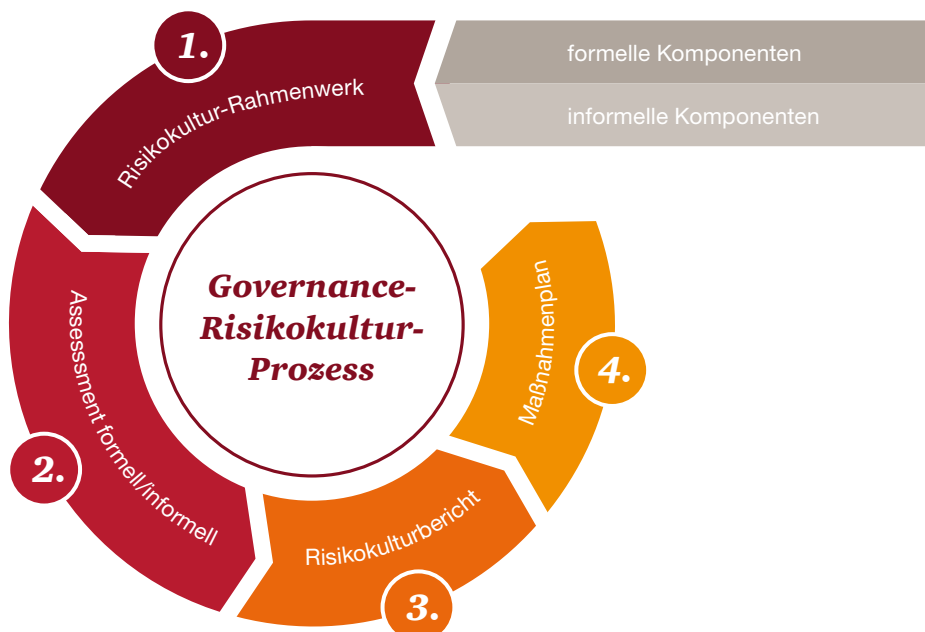 1.
Risikokultur-Rahmenwerk
formelle Komponenten
informelle Komponenten
Governance-
Risikokultur-
Prozess
2.
Assesssment formell/informell
3.
Risikokulturbericht
4.
Maßnahmenplan